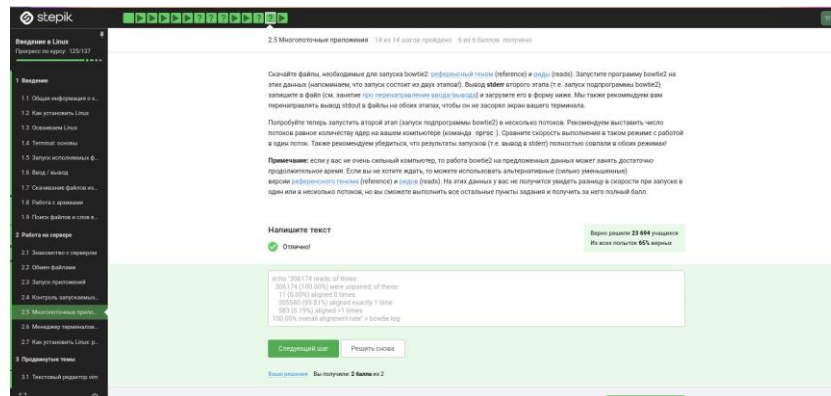 stepik
Введение в Linux
Прогресс по курсу: 125/137
1 Введение
1.1 Общая информация о к...
1.2 Как установить Linux
1.3 Осваиваем Linux
1.4 Terminal: основы
1.5 Запуск исполняемых ф...
1.6 Ввод / вывод
1.7 Скачивание файлов из...
1.8 Работа с архивами
1.9 Поиск файлов и слов в...
2 Работа на сервере
2.1 Знакомство с сервером
2.2 Обмен файлами
2.3 Запуск приложений
2.4 Контроль запускаемых...
2.5 Многопоточные прило...
2.6 Менеджер терминалов...
2.7 Как установить Linux: р...
3 Продвинутые темы
3.1 Текстовый редактор vim
2.5 Многопоточные приложения 14 из 14 шагов пройдено 6 из 6 баллов получено
Скачайте файлы, необходимые для запуска bowtie2: референсный геном (reference) и риды (reads). Запустите программу bowtie2 на
этих данных (напоминаем, что запуск состоит из двух этапов!). Вывод stderr второго этапа (т.е. запуск подпрограммы bowtie2)
запишите в файл (см. занятие про перенаправление ввода/вывода) и загрузите его в форму ниже. Мы также рекомендуем вам
перенаправлять вывод stdout в файлы на обоих этапах, чтобы он не засорял экран вашего терминала.
Попробуйте теперь запустить второй этап (запуск подпрограммы bowtie2) в несколько потоков. Рекомендуем выставить число
потоков равное количеству ядер на вашем компьютере (команда nproc). Сравните скорость выполнения в таком режиме с работой
в один поток. Также рекомендуем убедиться, что результаты запусков (т.е. вывод в stderr) полностью совпали в обоих режимах!
Примечание: если у вас не очень сильный компьютер, то работа bowtie2 на предложенных данных может занять достаточно
продолжительное время. Если вы не хотите ждать, то можете использовать альтернативные (сильно уменьшенные)
версии референсного генома (reference) и ридов (reads). На этих данных у вас не получится увидеть разницу в скорости при запуске в
один или в несколько потоков, но вы сможете выполнить все остальные пункты задания и получить за него полный балл.
Напишите текст
Верно решили 23 694 учащихся
Из всех попыток 65% верных
Отлично!
echo "306174 reads; of these:
306174 (100.00%) were unpaired; of these:
11 (0.00%) aligned 0 times
305580 (99.81%) aligned exactly 1 time
583 (0.19%) aligned >1 times
100.00% overall alignment rate" > bowtie.log
Следующий шаг
Решить снова
Ваши решения Вы получили: 2 балла из 2